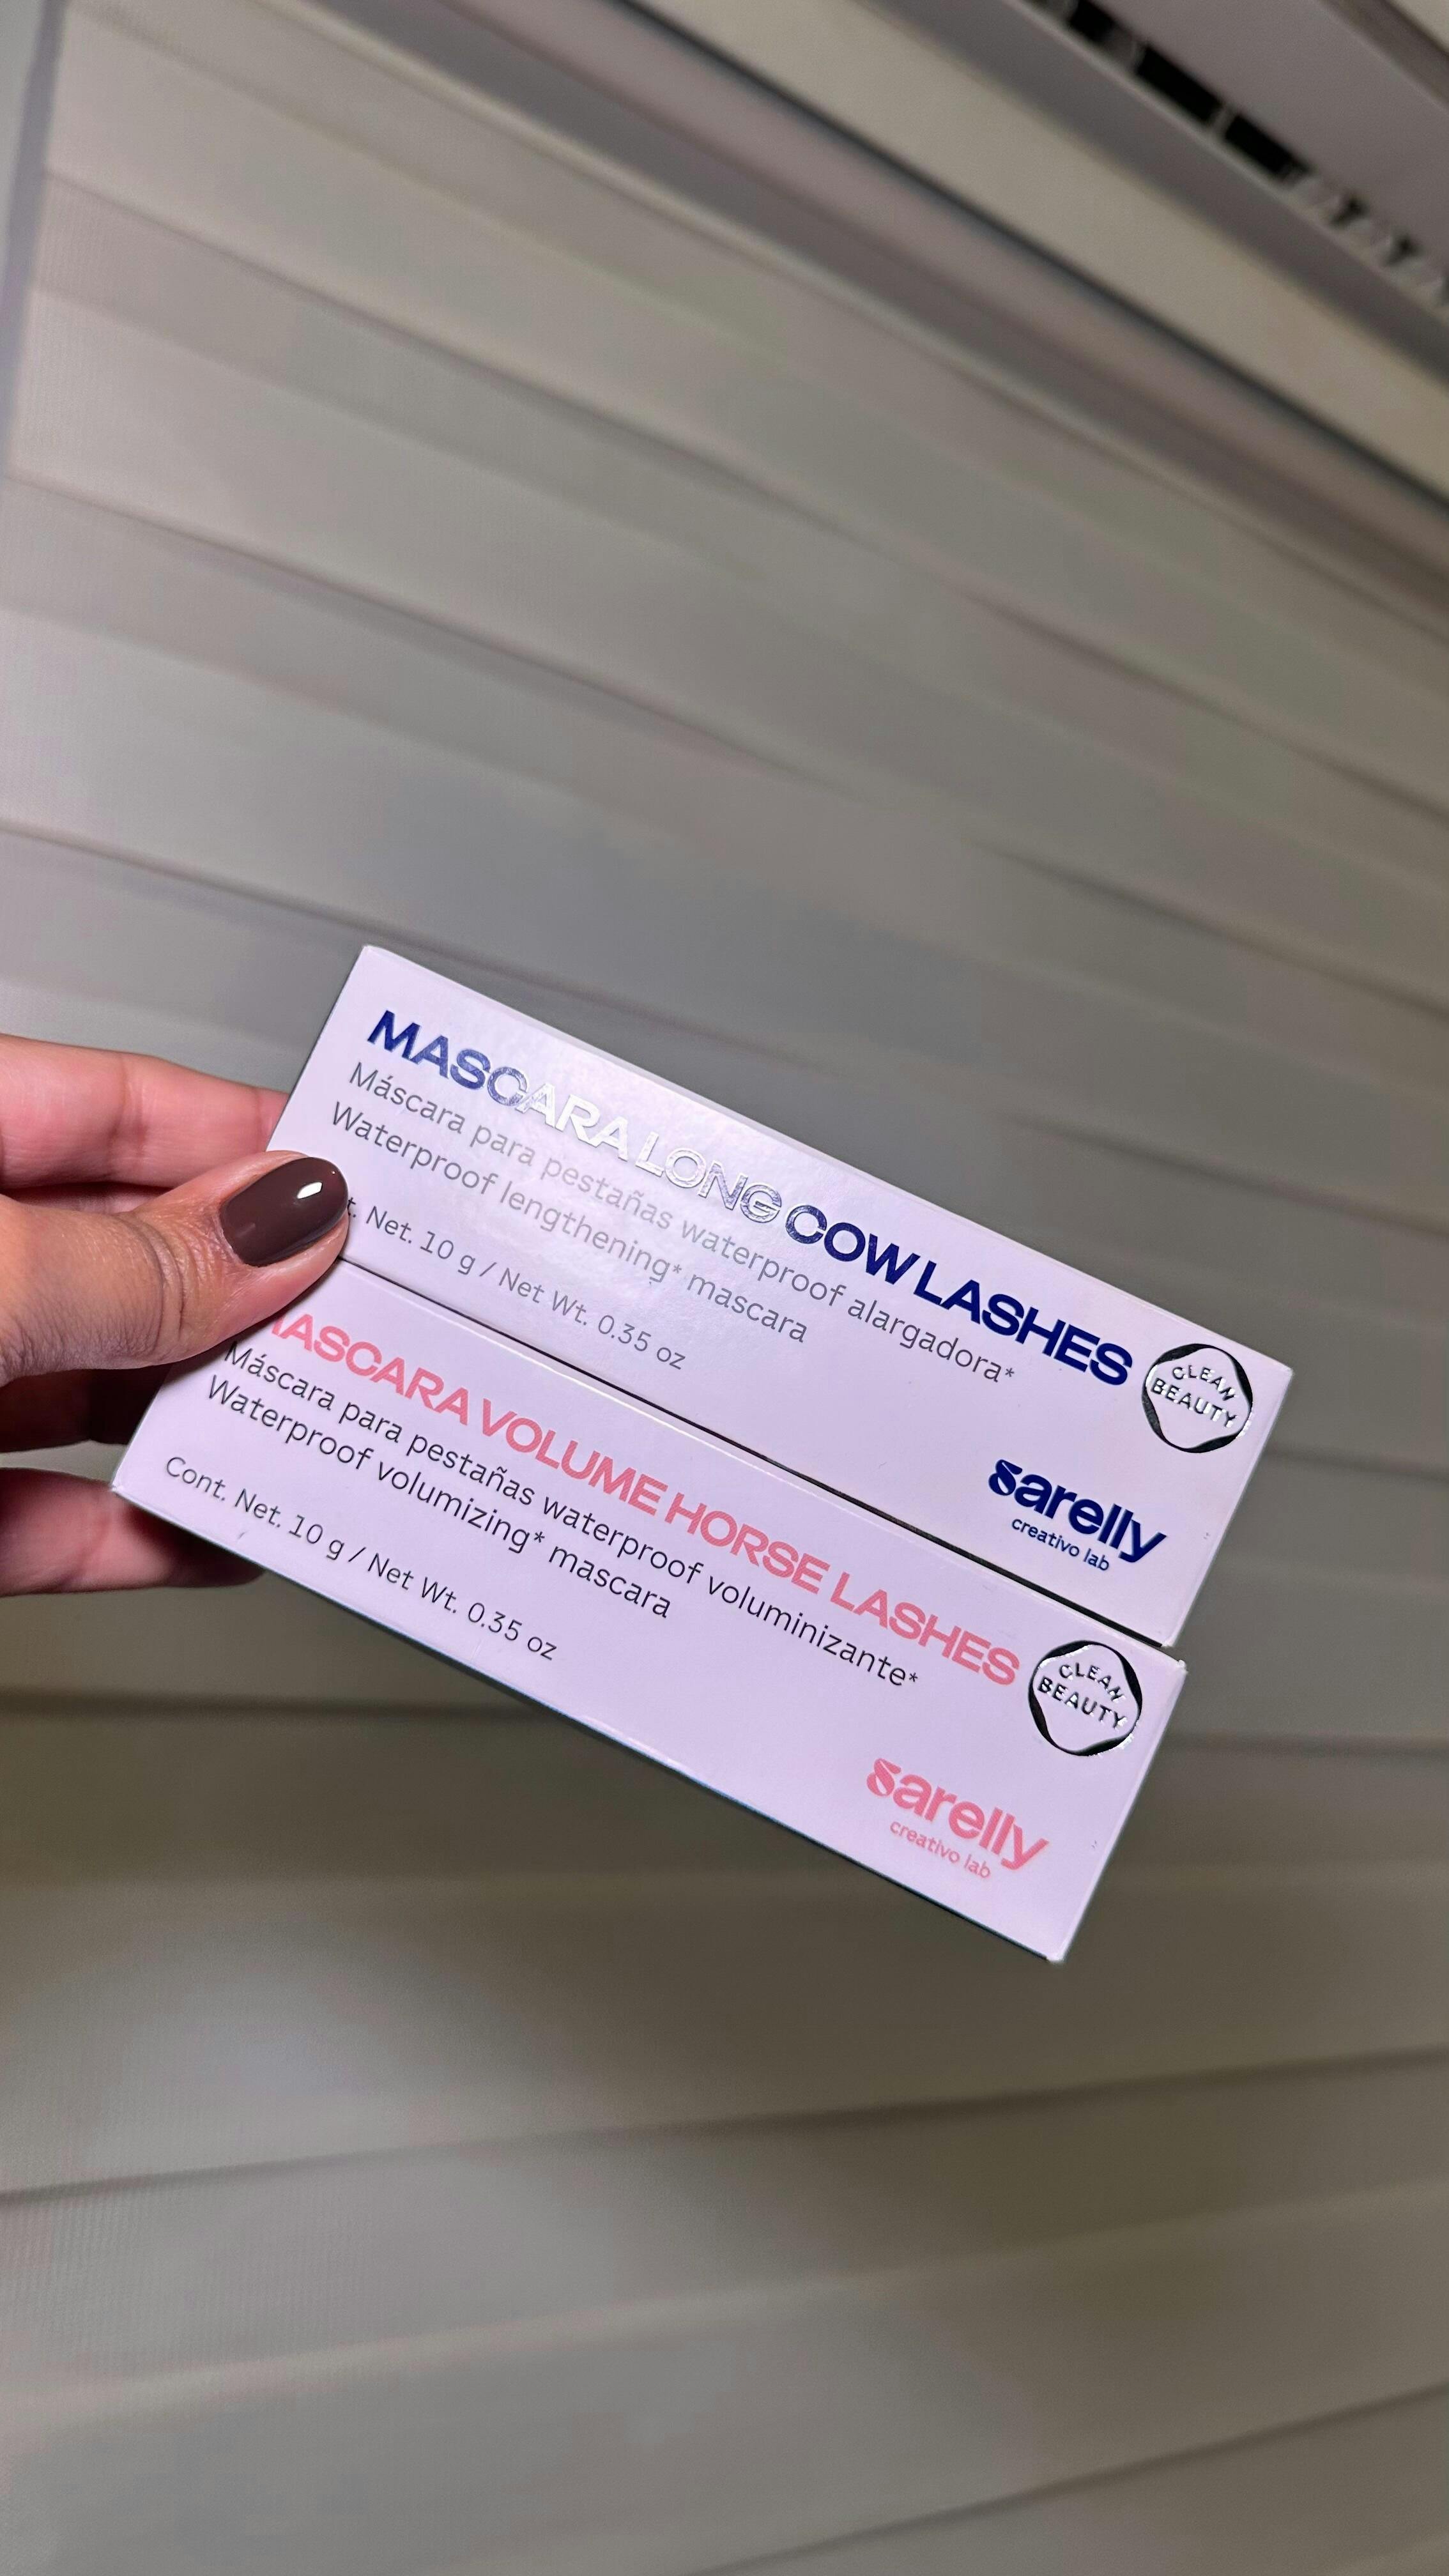 MASCARA LONG COW LASHES
Máscara para pestañas waterproof alargadora*
Waterproof lengthening* mascara
Net. 10 g / Net Wt. 0.35 oz
CLEAN
BEAUTY
sarelly
creativo lab
MASCARA VOLUME HORSE LASHES
Máscara para pestañas waterproof voluminizante*
Waterproof volumizing* mascara
Cont. Net. 10 g / Net Wt. 0.35 oz
CLEAN
BEAUTY
sarelly
creativo lab